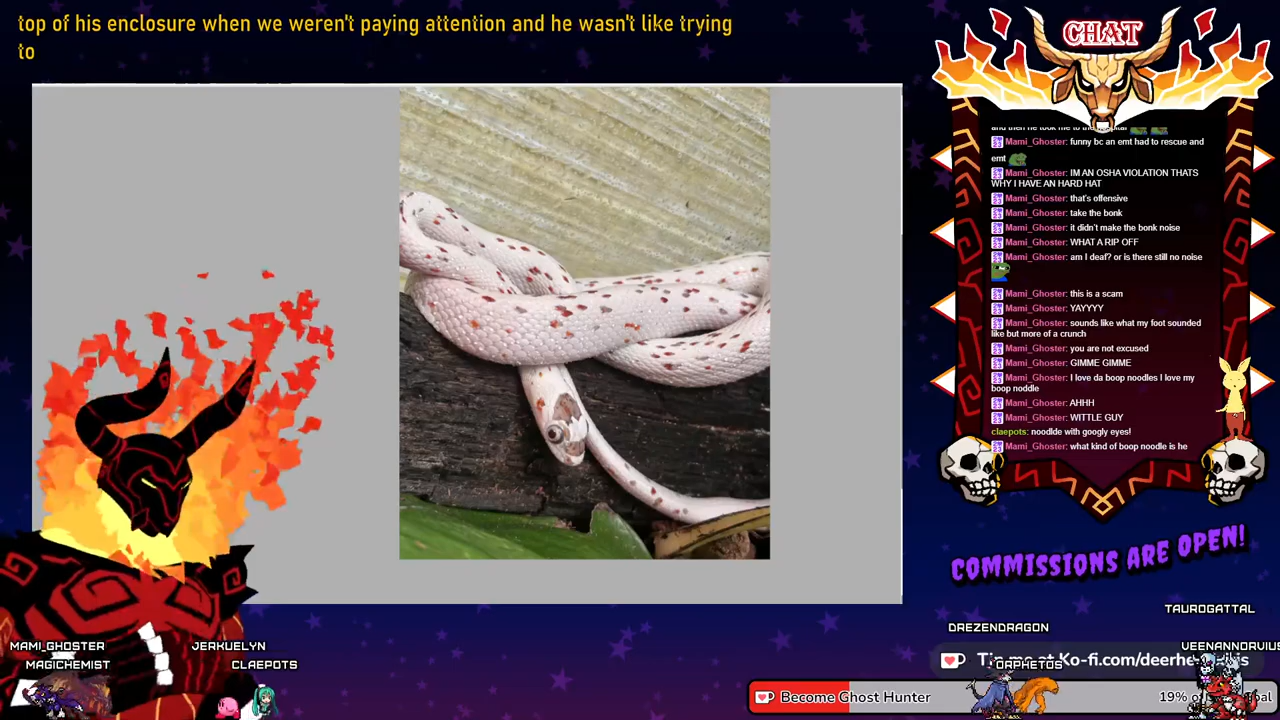 top of his enclosure when we weren't paying attention and he wasn't like trying
to
CHAT
Mami_Ghoster: funny bc an emt had to rescue and
emt
Mami_Ghoster: IM AN OSHA VIOLATION THATS
WHY I HAVE AN HARD HAT
Mami_Ghoster: that's offensive
Mami_Ghoster: take the bonk
Mami_Ghoster: it didn't make the bonk noise
Mami_Ghoster: WHAT A RIP OFF
Mami_Ghoster: am I deaf? or is there still no noise
Mami_Ghoster: this is a scam
Mami_Ghoster: YAYYYY
Mami_Ghoster: sounds like what my foot sounded
like but more of a crunch
Mami_Ghoster: you are not excused
Mami_Ghoster: GIMME GIMME
Mami_Ghoster: I love da boop noodles I love my
boop noddle
Mami_Ghoster: AHHH
Mami_Ghoster: WITTLE GUY
claepots: noodlde with googly eyes!
Mami_Ghoster: what kind of boop noodle is he
COMMISSIONS ARE OPEN!
TAUROGATTAL
DREZENDRAGON
MAMI_GHOSTER
JERKUELYN
MAGICHEMIST
CLAEPOTS
ORPHETOS
Become Ghost Hunter
19%